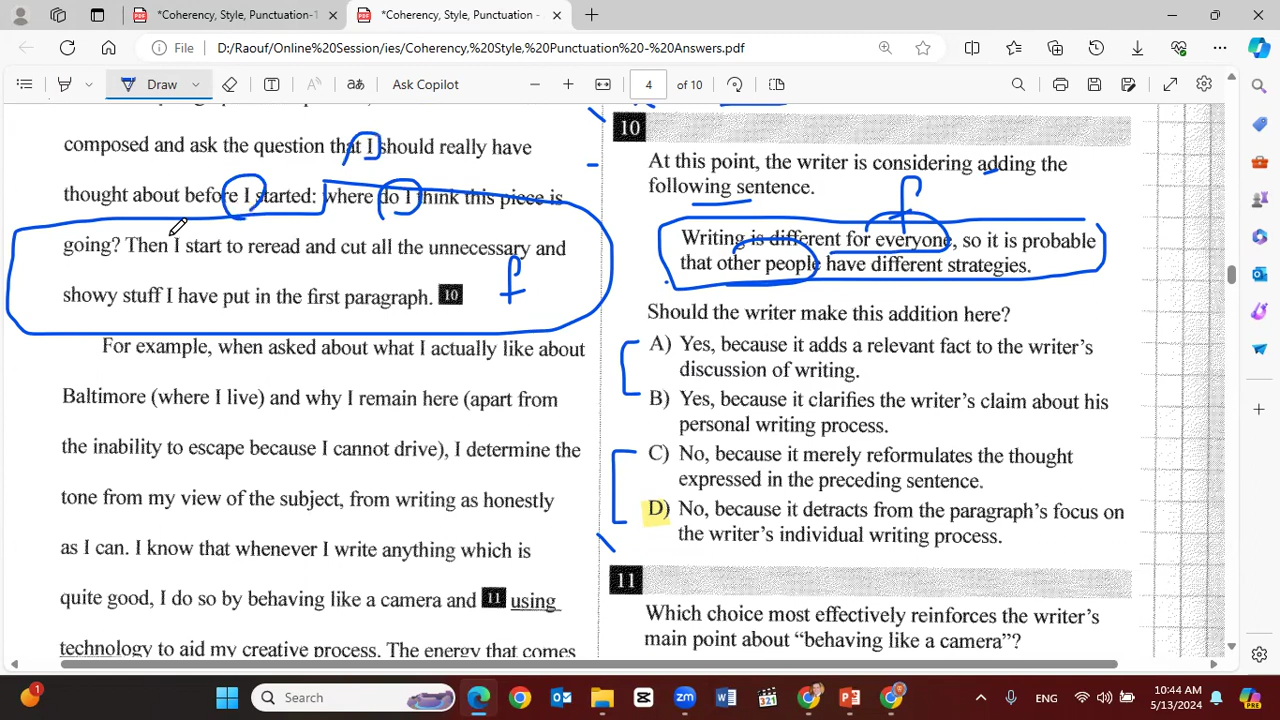 *Coherency, Style, Punctuation-1
*Coherency, Style, Punctuation -
File
D:/Raouf/Online%20Session/ies/Coherency.%20Style,%20Punctuation%20-%20Answers.pdf
Draw
Ask Copilot
4
of 10
composed and ask the question that I should really have
thought about before I started: where do I think this piece is
going? Then I start to reread and cut all the unnecessary and
showy stuff I have put in the first paragraph. 10
For example, when asked about what I actually like about
Baltimore (where I live) and why I remain here (apart from
the inability to escape because I cannot drive), I determine the
tone from my view of the subject, from writing as honestly
as I can. I know that whenever I write anything which is
quite good, I do so by behaving like a camera and 11 using
technology to aid my creative process. The energy that comes
10
At this point, the writer is considering adding the
following sentence.
Writing is different for everyone, so it is probable
that other people have different strategies.
Should the writer make this addition here?
A) Yes, because it adds a relevant fact to the writer's
discussion of writing.
B) Yes, because it clarifies the writer's claim about his
personal writing process.
C) No, because it merely reformulates the thought
expressed in the preceding sentence.
D) No, because it detracts from the paragraph's focus on
the writer's individual writing process.
11
Which choice most effectively reinforces the writer's
main point about "behaving like a camera"?
1
Search
ENG
10:44 AM
5/13/2024